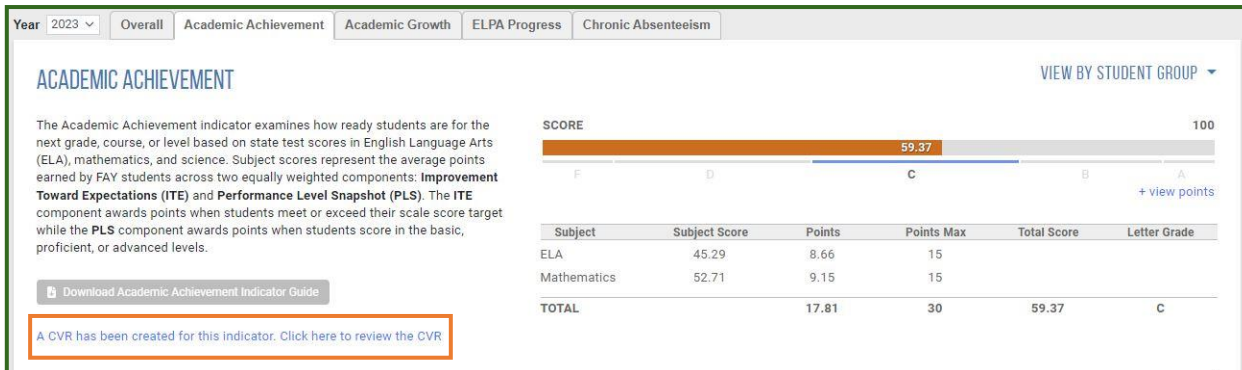 Year 2023 Overall Academic Achievement Academic Growth ELPA Progress Chronic Absenteeism
ACADEMIC ACHIEVEMENT
VIEW BY STUDENT GROUP
The Academic Achievement indicator examines how ready students are for the
next grade, course, or level based on state test scores in English Language Arts
(ELA), mathematics, and science. Subject scores represent the average points
earned by FAY students across two equally weighted components: Improvement
Toward Expectations (ITE) and Performance Level Snapshot (PLS). The ITE
component awards points when students meet or exceed their scale score target
while the PLS component awards points when students score in the basic,
proficient, or advanced levels.
Download Academic Achievement Indicator Guide
A CVR has been created for this indicator. Click here to review the CVR
SCORE 100
59.37
F D C B A
+ view points
Subject Subject Score Points Points Max Total Score Letter Grade
ELA 45.29 8.66 15
Mathematics 52.71 9.15 15
TOTAL 17.81 30 59.37 C